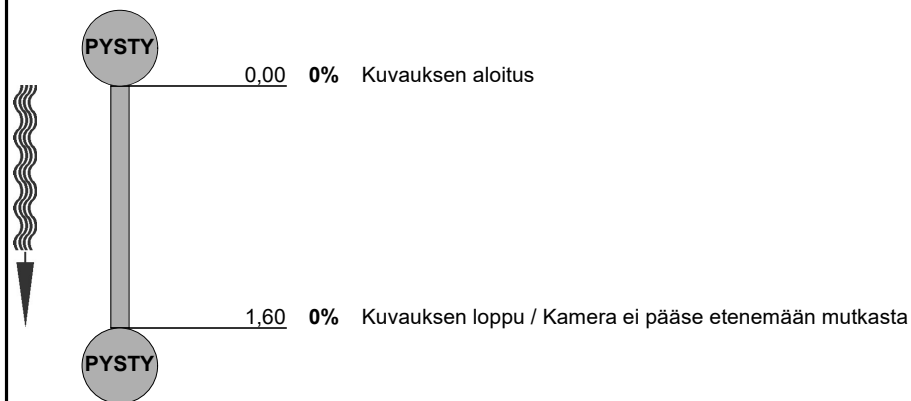 PYSTY
0,00 0% Kuvauksen aloitus
1,60 0% Kuvauksen loppu / Kamera ei pääse etenemään mutkasta
PYSTY